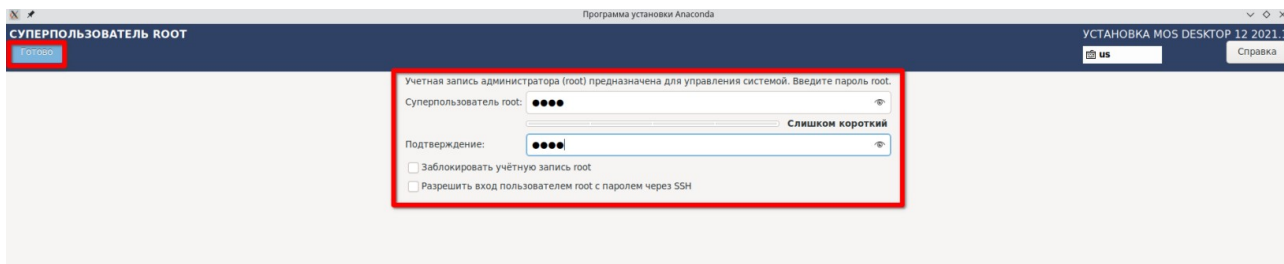 Программа установки Anaconda
СУПЕРПОЛЬЗОВАТЕЛЬ ROOT
УСТАНОВКА MOS DESKTOP 12 2021.
Готово
us
Справка
Учетная запись администратора (root) предназначена для управления системой. Введите пароль root.
Суперпользователь root: ●●●●
Слишком короткий
Подтверждение: ●●●●
Заблокировать учётную запись root
Разрешить вход пользователем root с паролем через SSH